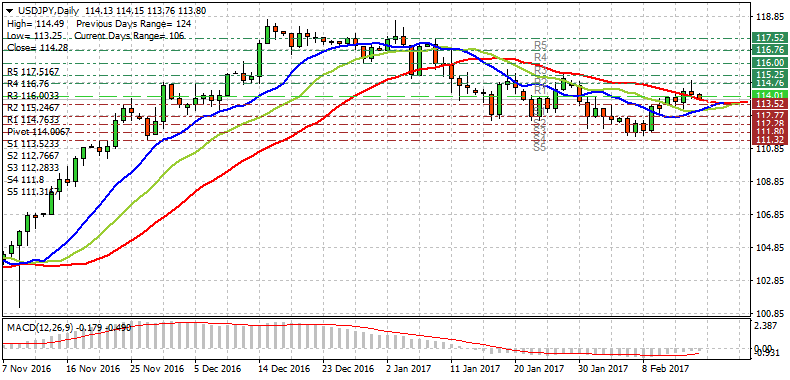 USDJPY,Daily 114.13 114.15 113.76 113.80
High= 114.49 Previous Days Range= 124
Low= 113.25 Current Days Range= 106
Close= 114.28
R5 117.5167
R4 116.76
R3 116.0033
R2 115.2467
R1 114.7633
Pivot 114.0067
S1 113.5233
S2 112.7667
S3 112.2833
S4 111.8
R5
R4
118.85
117.52
116.76
116.00
115.25
114.76
114.01
113.52
112.77
112.28
111.80
111.32
110.85
108.85
106.85
104.85
102.85
100.85
MACD(12,26,9) -0.179 -0.490
2.387
0.00
-0.931
7 Nov 2016 16 Nov 2016 25 Nov 2016 5 Dec 2016 14 Dec 2016 23 Dec 2016 2 Jan 2017 11 Jan 2017 20 Jan 2017 30 Jan 2017 8 Feb 2017